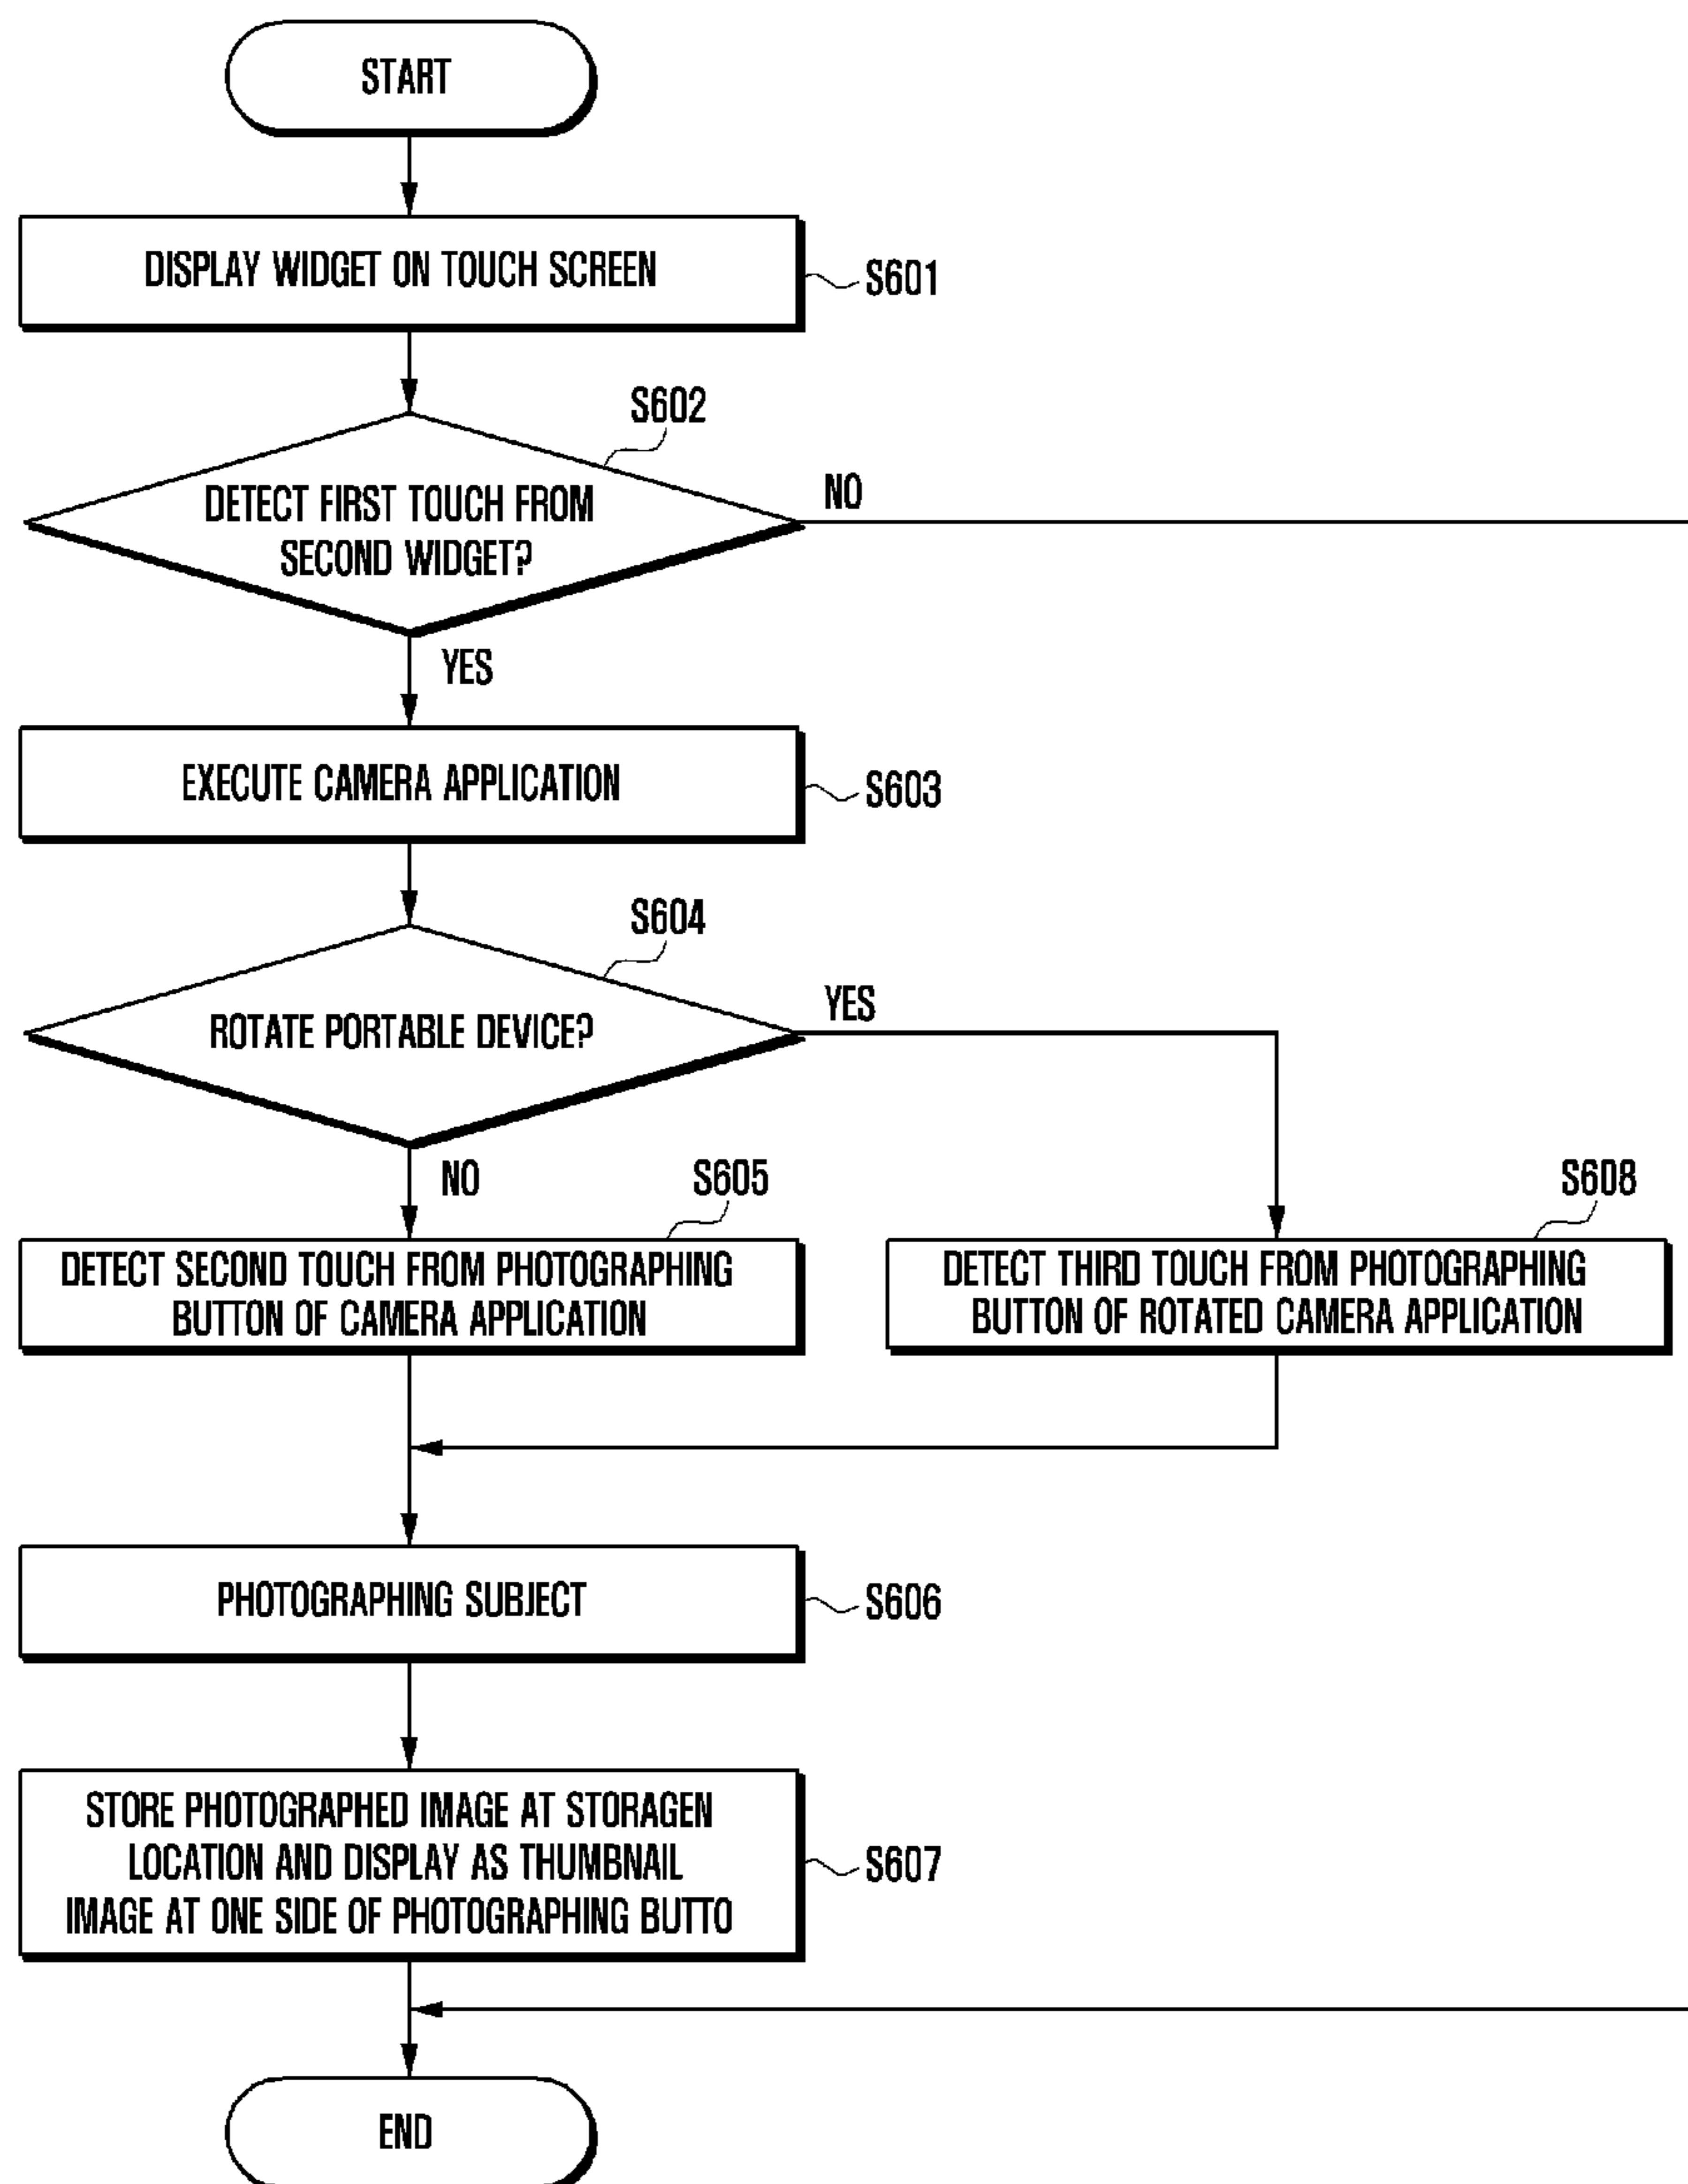 START
DISPLAY WIDGET ON TOUCH SCREEN
S601
S602
DETECT FIRST TOUCH FROM
SECOND WIDGET?
NO
YES
EXECUTE CAMERA APPLICATION
S603
S604
ROTATE PORTABLE DEVICE?
YES
NO
S605
DETECT SECOND TOUCH FROM PHOTOGRAPHING
BUTTON OF CAMERA APPLICATION
S608
DETECT THIRD TOUCH FROM PHOTOGRAPHING
BUTTON OF ROTATED CAMERA APPLICATION
PHOTOGRAPHING SUBJECT
S606
STORE PHOTOGRAPHED IMAGE AT STORAGEN
LOCATION AND DISPLAY AS THUMBNAIL
IMAGE AT ONE SIDE OF PHOTOGRAPHING BUTTO
S607
END